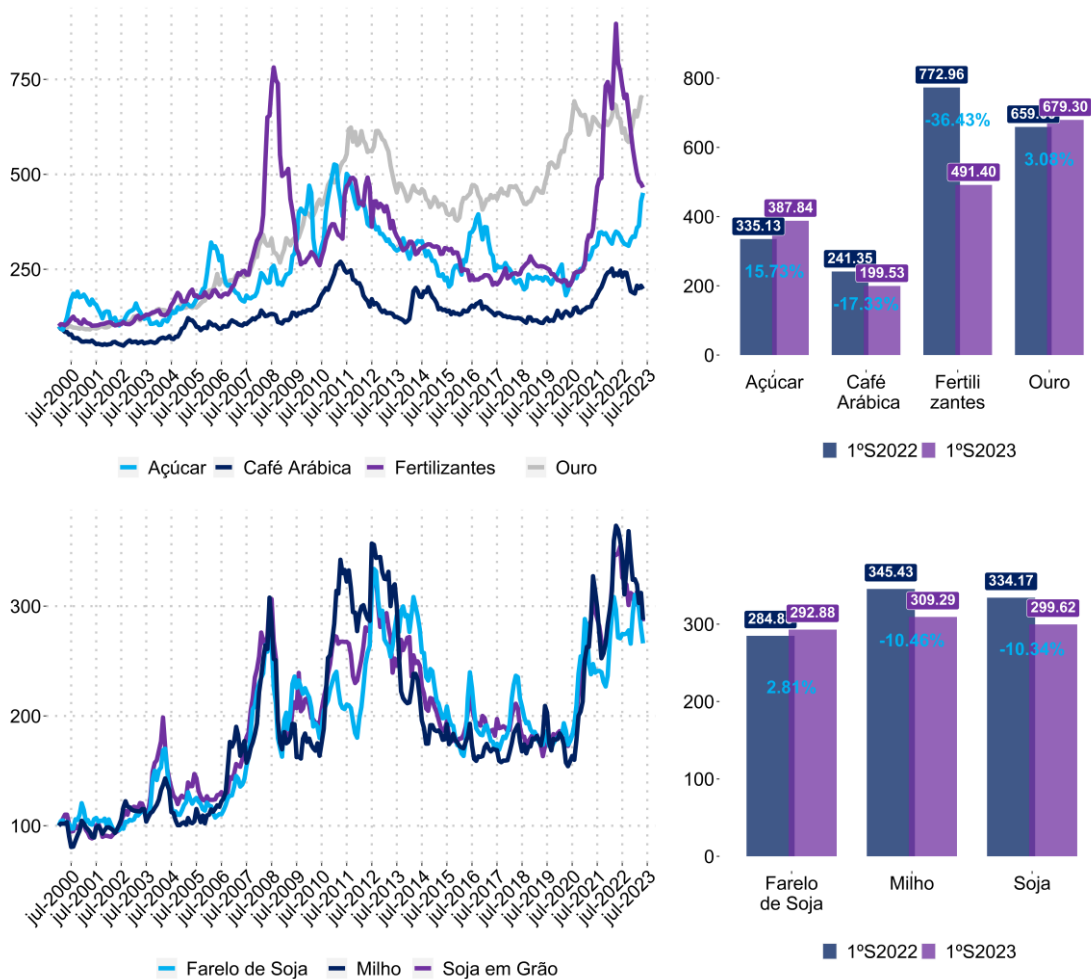 750
500
250
jul-2000
jul-2001
jul-2002
jul-2003
jul-2004
jul-2005
jul-2006
jul-2007
jul-2008
jul-2009
jul-2010
jul-2011
jul-2012
jul-2013
jul-2014
jul-2015
jul-2016
jul-2017
jul-2018
jul-2019
jul-2020
jul-2021
jul-2022
jul-2023
Açúcar Café Arábica Fertilizantes Ouro
800
600
400
200
0
335.13
387.84
15.73%
241.35
199.53
-17.33%
772.96
491.40
-36.43%
679.30
3.08%
Açúcar
Café
Arábica
Fertili
zantes
Ouro
1ºS2022 1ºS2023
300
200
100
jul-2000
jul-2001
jul-2002
jul-2003
jul-2004
jul-2005
jul-2006
jul-2007
jul-2008
jul-2009
jul-2010
jul-2011
jul-2012
jul-2013
jul-2014
jul-2015
jul-2016
jul-2017
jul-2018
jul-2019
jul-2020
jul-2021
jul-2022
jul-2023
Farelo de Soja Milho Soja em Grão
300
200
100
0
292.88
2.81%
345.43
309.29
-10.46%
334.17
299.62
-10.34%
Farelo
de Soja
Milho
Soja
1ºS2022 1ºS2023